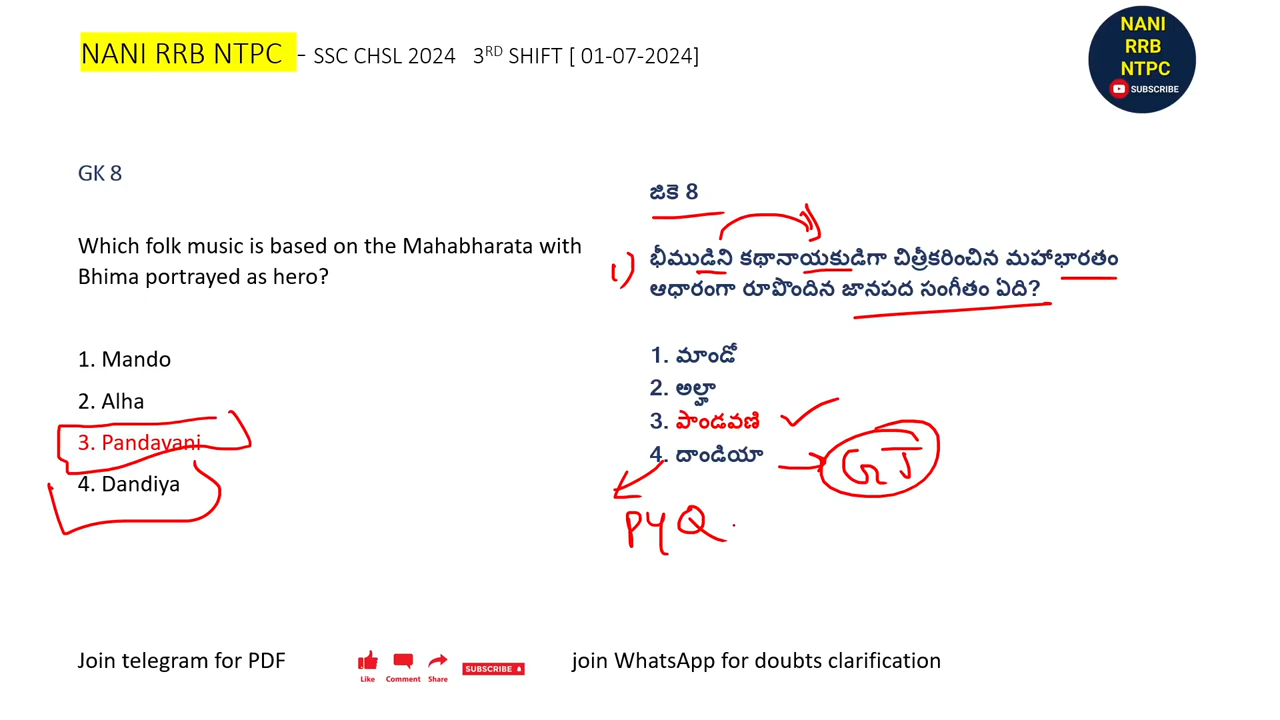 NANI RRB NTPC - SSC CHSL 2024 3RD SHIFT [ 01-07-2024]
NANI
RRB
NTPC
SUBSCRIBE
GK 8
Which folk music is based on the Mahabharata with
Bhima portrayed as hero?
1. Mando
2. Alha
3. Pandavani
4. Dandiya
జికె 8
1)
భీముడిని కథానాయకుడిగా చిత్రీకరించిన మహాభారతం
ఆధారంగా రూపొందిన జానపద సంగీతం ఏది?
1. మాండో
2. అల్హా
3. పాండవణి
4. దాండియా
GJ
PYQ
Join telegram for PDF
Like
Comment
Share
SUBSCRIBE
join WhatsApp for doubts clarification